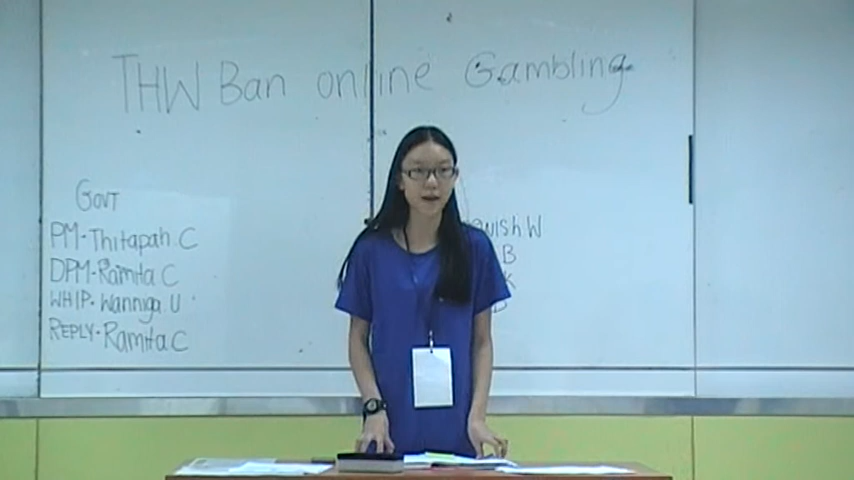 THW Ban online Gambling
GOVT
PM- Thitapah C
DPM- Ramita C
WHIP- Wanniga U
REPLY- Ramita C
W
B
K